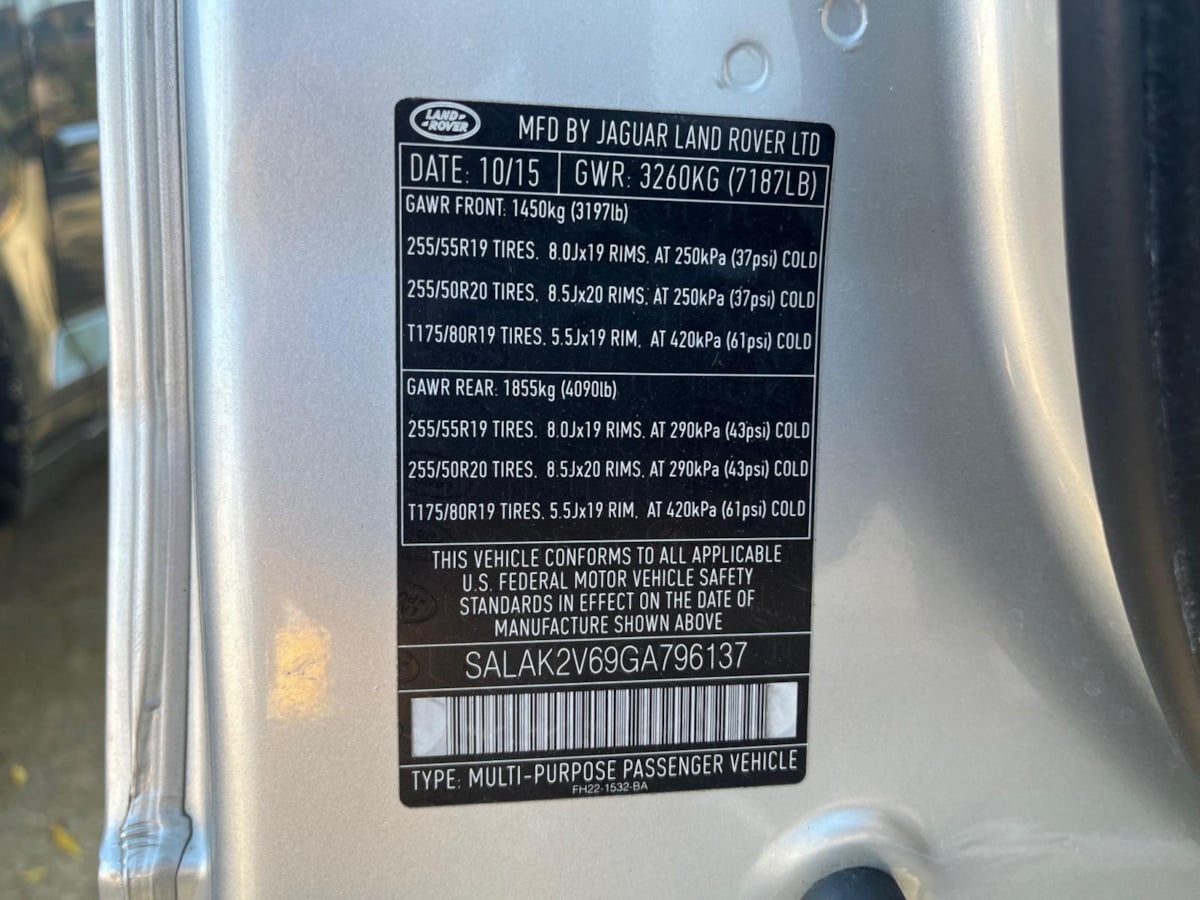 LAND ROVER
MFD BY JAGUAR LAND ROVER LTD
DATE: 10/15 GWR: 3260KG (7187LB)
GAWR FRONT: 1450kg (3197lb)
255/55R19 TIRES. 8.0Jx19 RIMS. AT 250kPa (37psi) COLD
255/50R20 TIRES. 8.5Jx20 RIMS. AT 250kPa (37psi) COLD
T175/80R19 TIRES. 5.5Jx19 RIM. AT 420kPa (61psi) COLD
GAWR REAR: 1855kg (4090lb)
255/55R19 TIRES. 8.0Jx19 RIMS. AT 290kPa (43psi) COLD
255/50R20 TIRES. 8.5Jx20 RIMS. AT 290kPa (43psi) COLD
T175/80R19 TIRES. 5.5Jx19 RIM. AT 420kPa (61psi) COLD
THIS VEHICLE CONFORMS TO ALL APPLICABLE
U.S. FEDERAL MOTOR VEHICLE SAFETY
STANDARDS IN EFFECT ON THE DATE OF
MANUFACTURE SHOWN ABOVE
SALAK2V69GA796137
TYPE: MULTI-PURPOSE PASSENGER VEHICLE
FH22-1532-BA